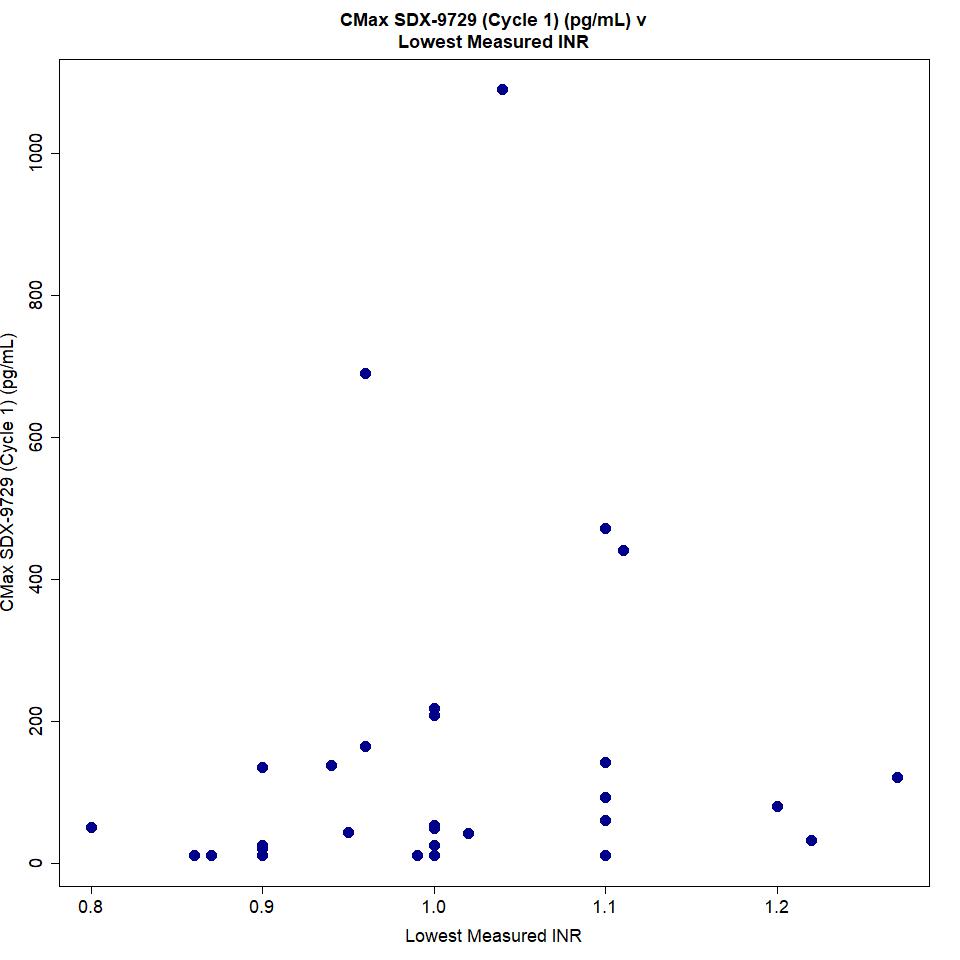 CMax SDX-9729 (Cycle 1) (pg/mL) v
Lowest Measured INR
CMax SDX-9729 (Cycle 1) (pg/mL)
1000
800
600
400
200
0
0.8
0.9
1.0
1.1
1.2
Lowest Measured INR